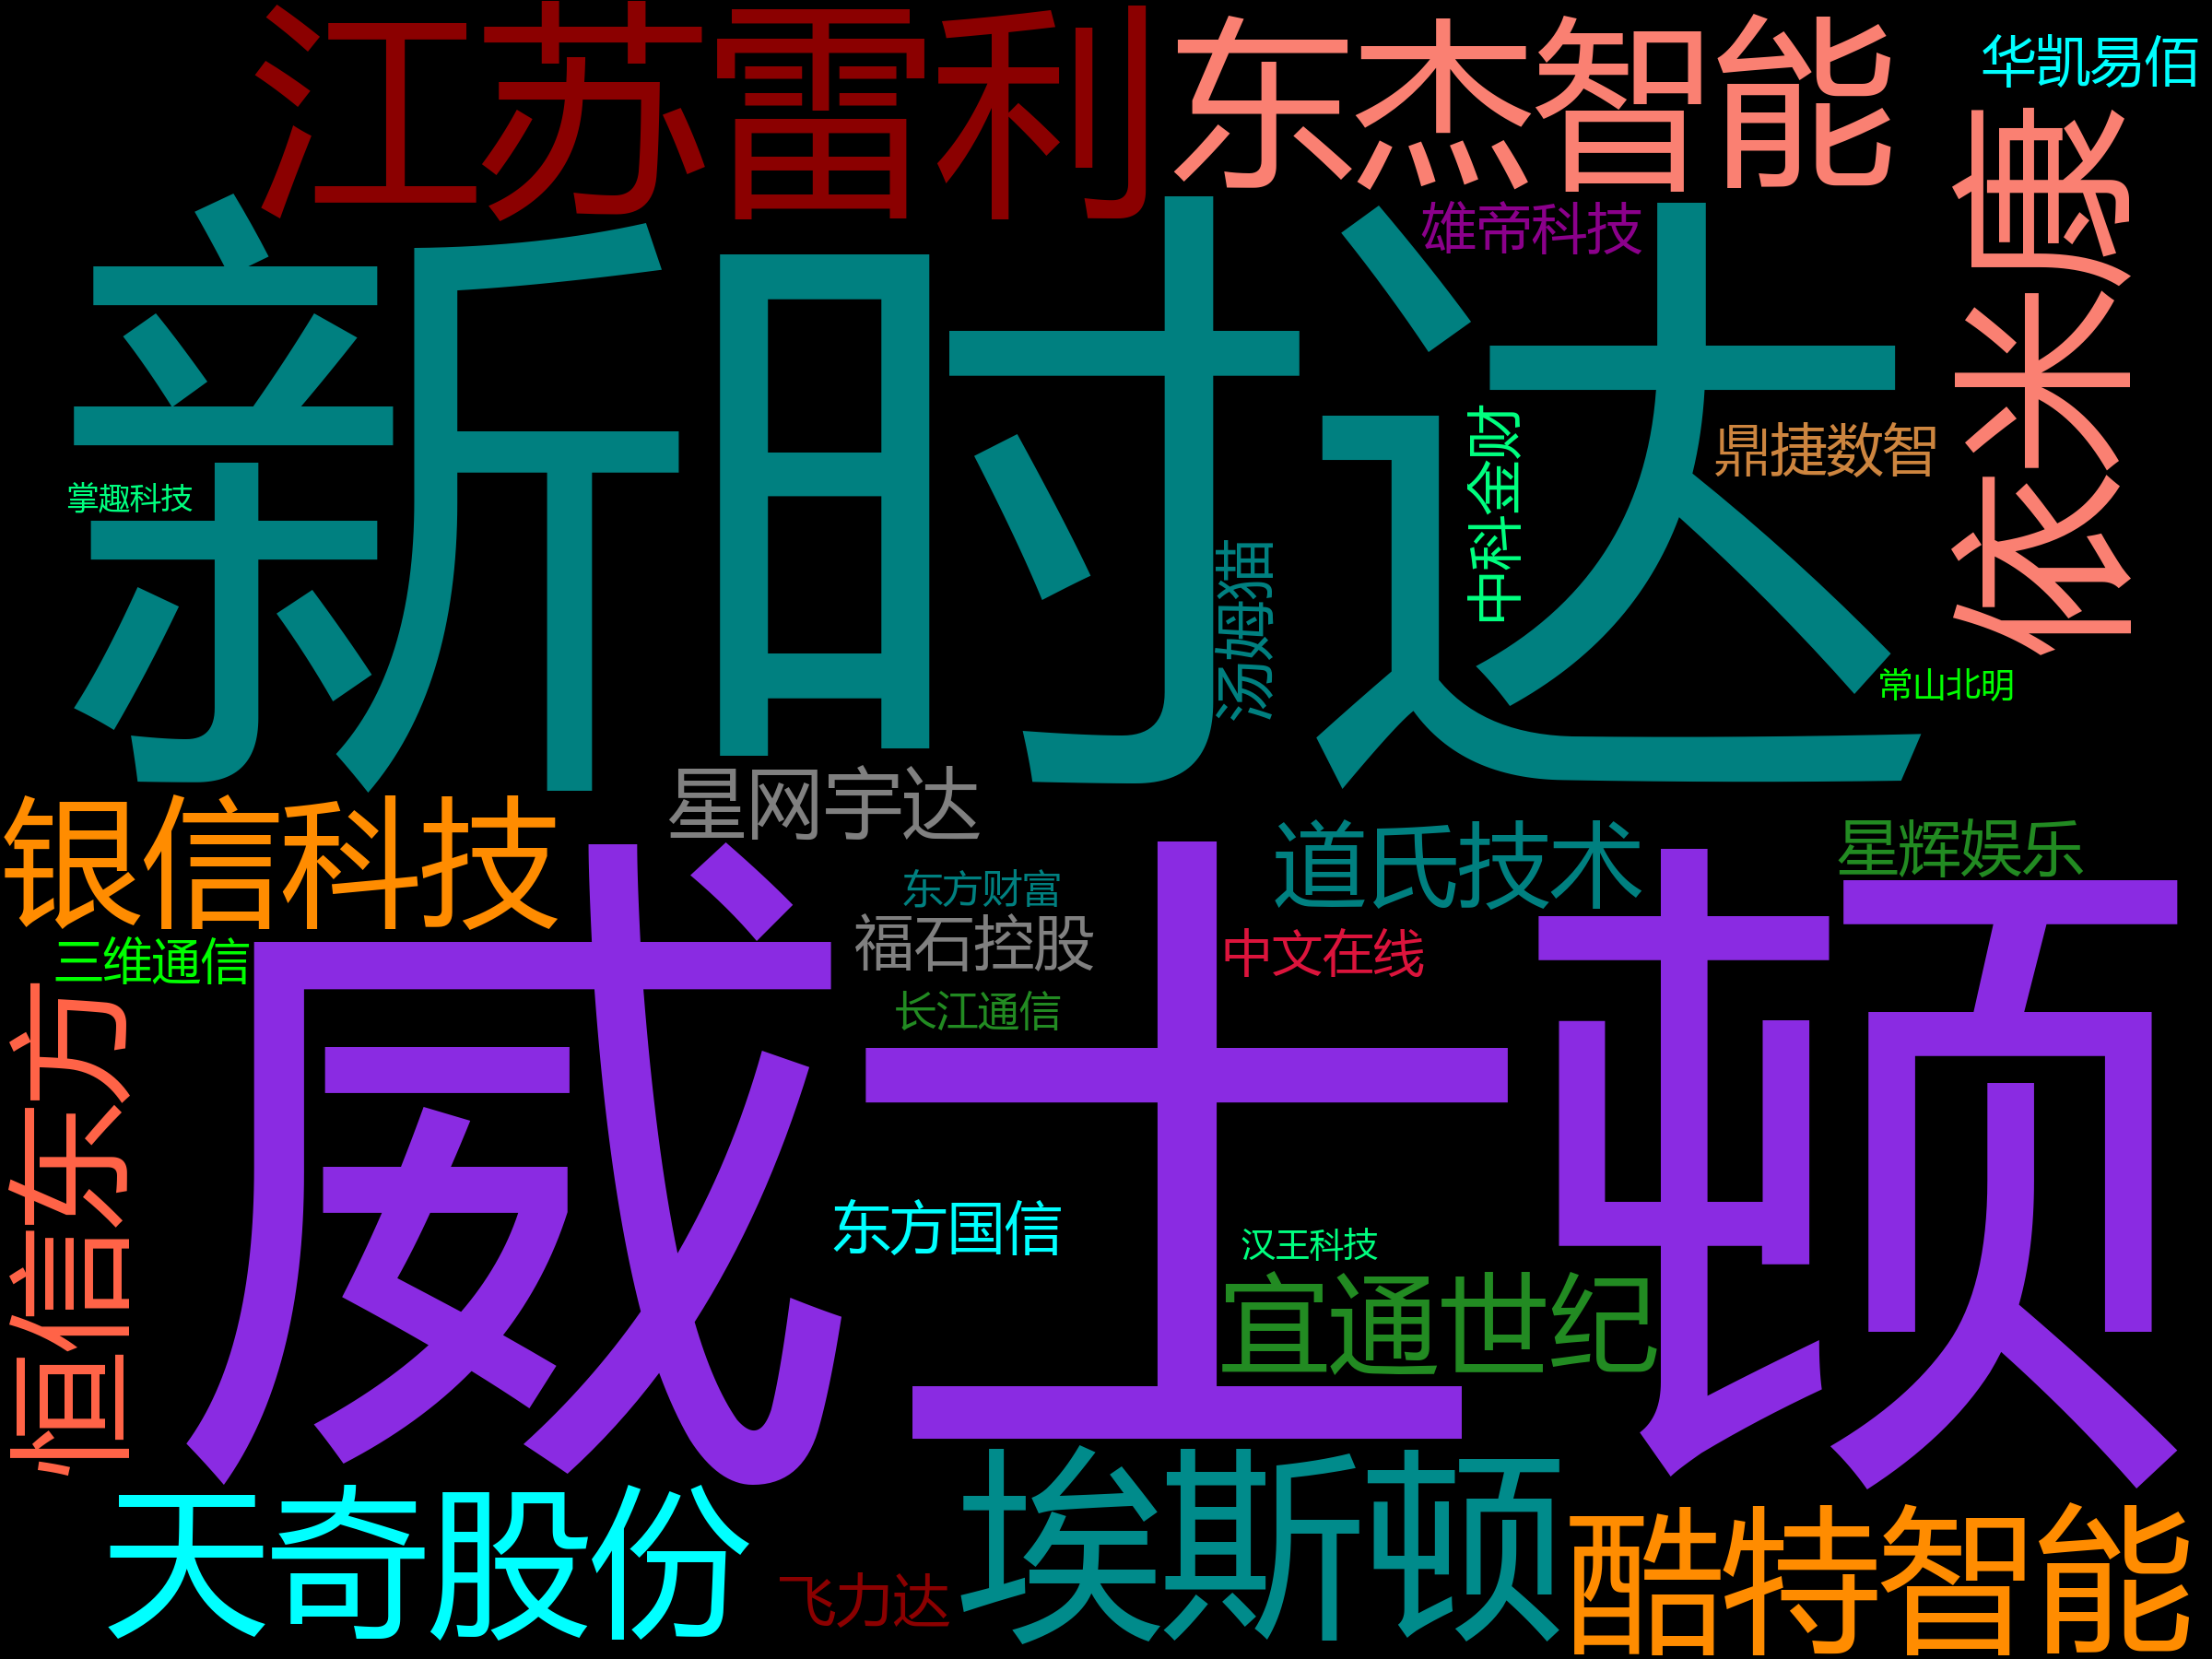 江苏雷利
东杰智能
华凯易佰
雄帝科技
依米康
新时达
中科金财
鼎捷数智
掌趣科技
汤姆猫
常山北明
银信科技
星网宇达
道氏技术
星辉娱乐
东方财富
福石控股
中文在线
三维通信
长江通信
恒信东方
威士顿
东方国信
汉王科技
宜通世纪
天奇股份
飞力达
埃斯顿
酷特智能